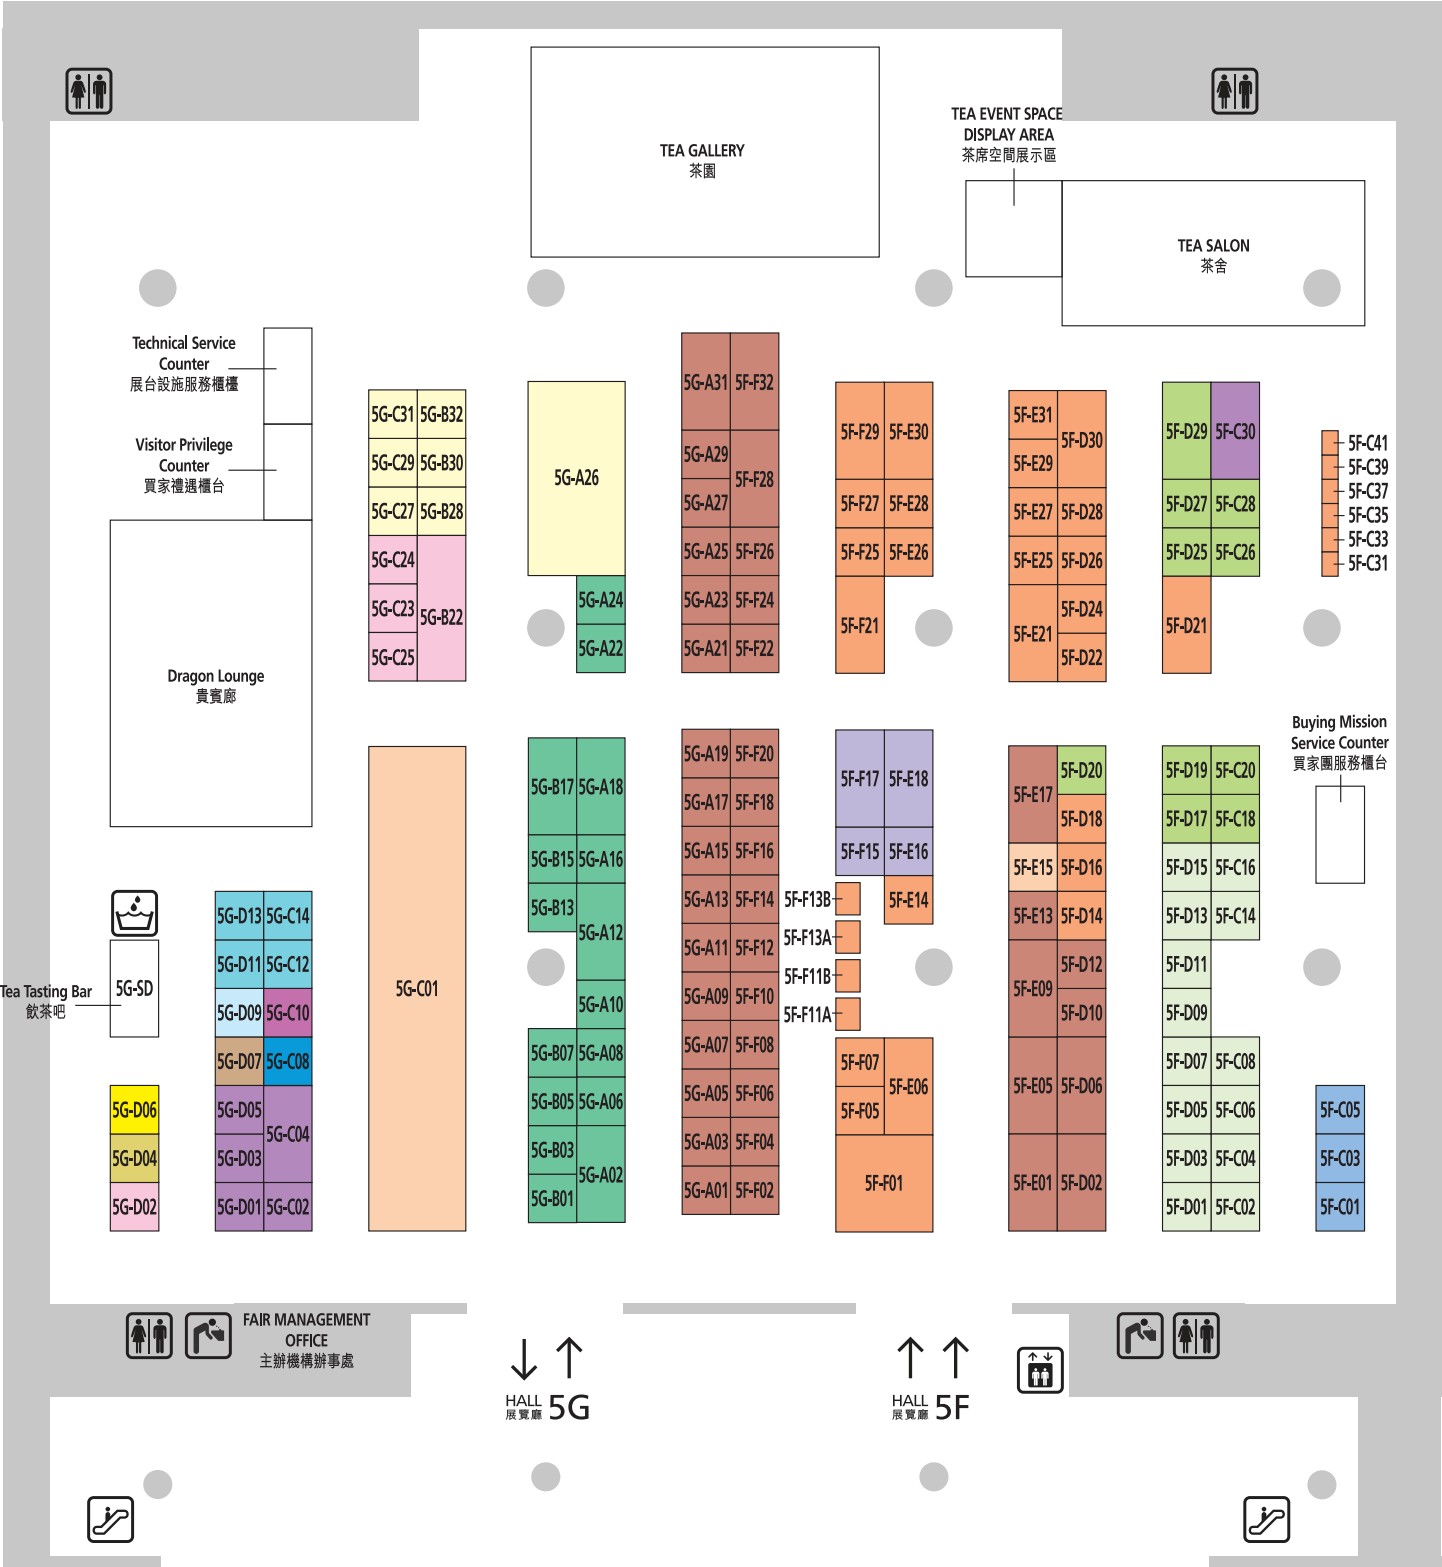 TEA GALLERY
茶園
TEA EVENT SPACE
DISPLAY AREA
茶席空間展示區
TEA SALON
茶舍
Technical Service
Counter
展台設施服務櫃檯
Visitor Privilege
Counter
買家禮遇櫃台
Dragon Lounge
貴賓廊
5G-C31 5G-B32
5G-C29 5G-B30
5G-C27 5G-B28
5G-C24
5G-C23
5G-B22
5G-C25
5G-A26
5G-A24
5G-A22
5G-A31 5F-F32
5G-A29
5F-F28
5G-A27
5G-A25 5F-F26
5G-A23 5F-F24
5G-A21 5F-F22
5F-F29 5F-E30
5F-F27 5F-E28
5F-F25 5F-E26
5F-F21
5F-E31
5F-D30
5F-E29
5F-E27 5F-D28
5F-E25 5F-D26
5F-D24
5F-E21
5F-D22
5F-D29 5F-C30
5F-D27 5F-C28
5F-D25 5F-C26
5F-D21
5F-C41
5F-C39
5F-C37
5F-C35
5F-C33
5F-C31
Buying Mission
Service Counter
買家團服務櫃台
Tea Tasting Bar
飲茶吧
5G-SD
5G-D06
5G-D04
5G-D02
5G-D13 5G-C14
5G-D11 5G-C12
5G-D09 5G-C10
5G-D07 5G-C08
5G-D05
5G-C04
5G-D03
5G-D01 5G-C02
5G-C01
5G-B17 5G-A18
5G-B15 5G-A16
5G-B13
5G-A12
5G-A10
5G-B07 5G-A08
5G-B05 5G-A06
5G-B03
5G-A02
5G-B01
5G-A19 5F-F20
5G-A17 5F-F18
5G-A15 5F-F16
5G-A13 5F-F14
5G-A11 5F-F12
5G-A09 5F-F10
5G-A07 5F-F08
5G-A05 5F-F06
5G-A03 5F-F04
5G-A01 5F-F02
5F-F17 5F-E18
5F-F15 5F-E16
5F-F13B
5F-E14
5F-F13A
5F-F11B
5F-F11A
5F-F07
5F-E06
5F-F05
5F-F01
5F-D20
5F-E17
5F-D18
5F-E15 5F-D16
5F-E13 5F-D14
5F-D12
5F-E09
5F-D10
5F-E05 5F-D06
5F-E01 5F-D02
5F-D19 5F-C20
5F-D17 5F-C18
5F-D15 5F-C16
5F-D13 5F-C14
5F-D11
5F-D09
5F-D07 5F-C08
5F-D05 5F-C06
5F-D03 5F-C04
5F-D01 5F-C02
5F-C05
5F-C03
5F-C01
FAIR MANAGEMENT
OFFICE
主辦機構辦事處
HALL
展覽廳 5G
HALL
展覽廳 5F